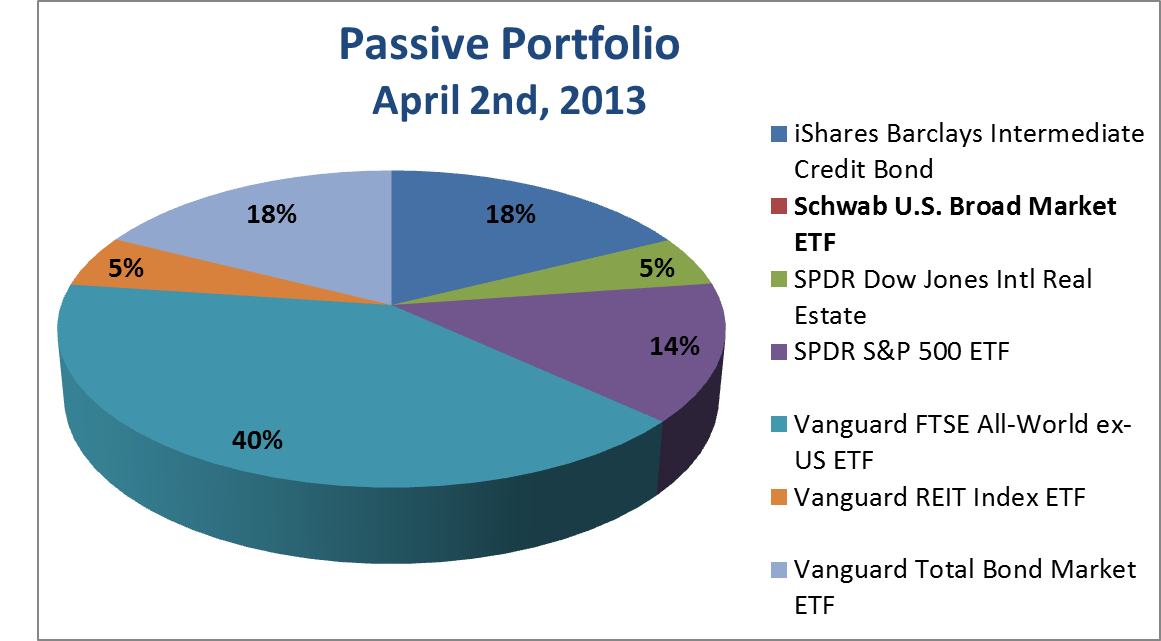 Passive Portfolio
April 2nd, 2013
iShares Barclays Intermediate
Credit Bond
Schwab U.S. Broad Market
ETF
SPDR Dow Jones Intl Real
Estate
SPDR S&P 500 ETF
Vanguard FTSE All-World ex-
US ETF
Vanguard REIT Index ETF
Vanguard Total Bond Market
ETF
18%
18%
5%
5%
14%
40%